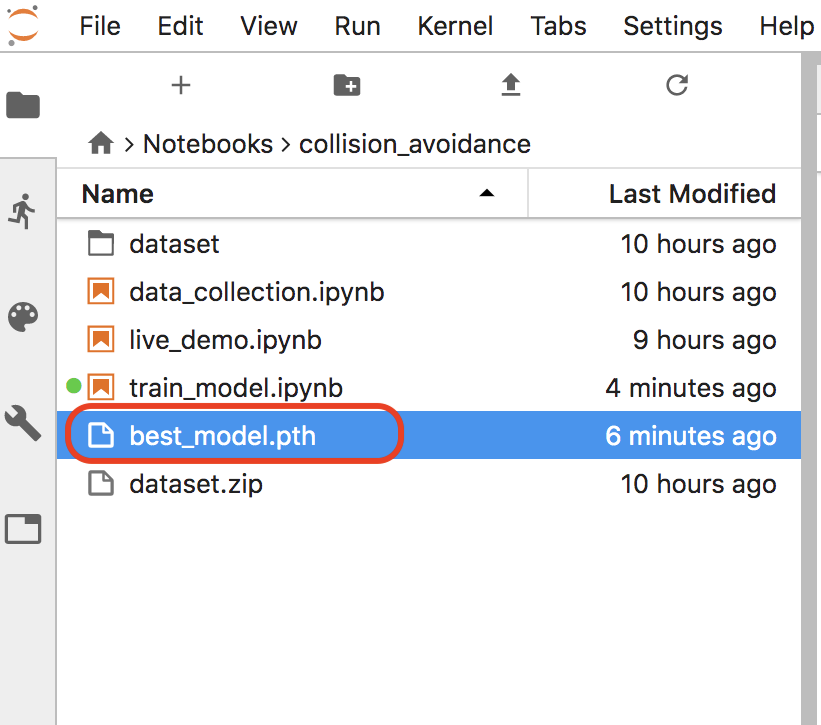 File Edit View Run Kernel Tabs Settings Help
Notebooks > collision_avoidance
Name Last Modified
dataset 10 hours ago
data_collection.ipynb 10 hours ago
live_demo.ipynb 9 hours ago
train_model.ipynb 4 minutes ago
best_model.pth 6 minutes ago
dataset.zip 10 hours ago